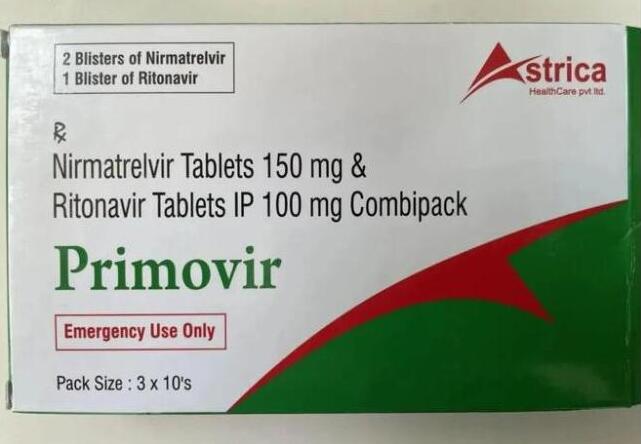 2 Blisters of Nirmatrelvir
1 Blister of Ritonavir
Astrica
HealthCare pvt ltd.
Rx
Nirmatrelvir Tablets 150 mg &
Ritonavir Tablets IP 100 mg Combipack
Primovir
Emergency Use Only
Pack Size : 3 x 10's